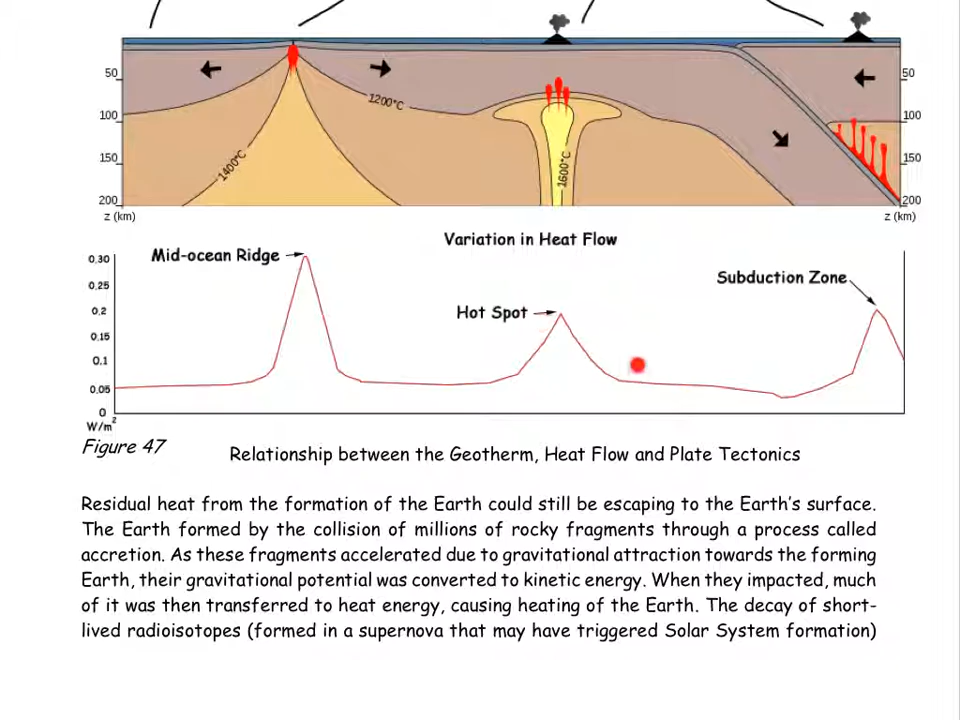 50
50
1200°C
100
100
1400°C
1600°C
150
150
200
200
z (km)
z (km)
Variation in Heat Flow
Mid-ocean Ridge
0,30
Subduction Zone
0,25
Hot Spot
0,2
0,15
0,1
0,05
0
W/m²
Figure 47
Relationship between the Geotherm, Heat Flow and Plate Tectonics
Residual heat from the formation of the Earth could still be escaping to the Earth's surface.
The Earth formed by the collision of millions of rocky fragments through a process called
accretion. As these fragments accelerated due to gravitational attraction towards the forming
Earth, their gravitational potential was converted to kinetic energy. When they impacted, much
of it was then transferred to heat energy, causing heating of the Earth. The decay of short-
lived radioisotopes (formed in a supernova that may have triggered Solar System formation)